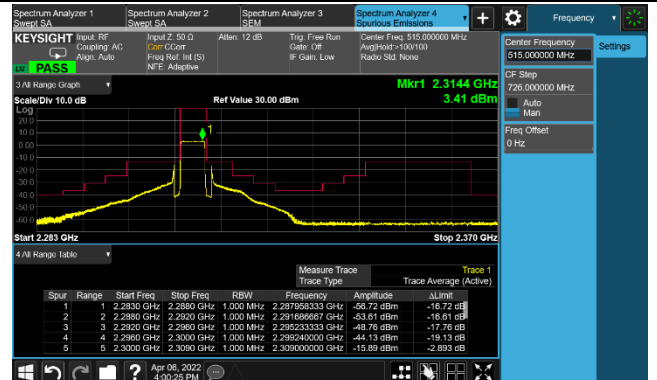 Spectrum Analyzer 1
Swept SA
Spectrum Analyzer 2
Swept SA
Spectrum Analyzer 3
SEM
Spectrum Analyzer 4
Spurious Emissions
Frequency
KEYSIGHT
Input: RF
Coupling: AC
Align: Auto
Input Z: 50 Ω
Corr CCorr
Freq Ref: Int (S)
NFE: Adaptive
Atten: 12 dB
Trig: Free Run
Gate: Off
IF Gain: Low
Center Freq: 515.000000 MHz
Avg|Hold:>100/100
Radio Std: None
LXI PASS
Center Frequency
515.000000 MHz
Settings
CF Step
726.000000 MHz
Auto
Man
Freq Offset
0 Hz
3 All Range Graph
Mkr1 2.3144 GHz
Scale/Div 10.0 dB
Ref Value 30.00 dBm
3.41 dBm
Log
20.0
10.0
0.00
-10.0
-20.0
-30.0
-40.0
-50.0
-60.0
1
Start 2.283 GHz
Stop 2.370 GHz
4 All Range Table
Measure Trace Trace 1
Trace Type Trace Average (Active)
Spur Range Start Freq Stop Freq RBW Frequency Amplitude ΔLimit
1 1 2.2830 GHz 2.2880 GHz 1.000 MHz 2.287958333 GHz -56.72 dBm -16.72 dB
2 2 2.2880 GHz 2.2920 GHz 1.000 MHz 2.291686667 GHz -53.61 dBm -16.61 dB
3 3 2.2920 GHz 2.2960 GHz 1.000 MHz 2.295233333 GHz -48.76 dBm -17.76 dB
4 4 2.2960 GHz 2.3000 GHz 1.000 MHz 2.299240000 GHz -44.13 dBm -19.13 dB
5 5 2.3000 GHz 2.3090 GHz 1.000 MHz 2.309000000 GHz -15.89 dBm -2.893 dB
Apr 06, 2022
4:00:25 PM